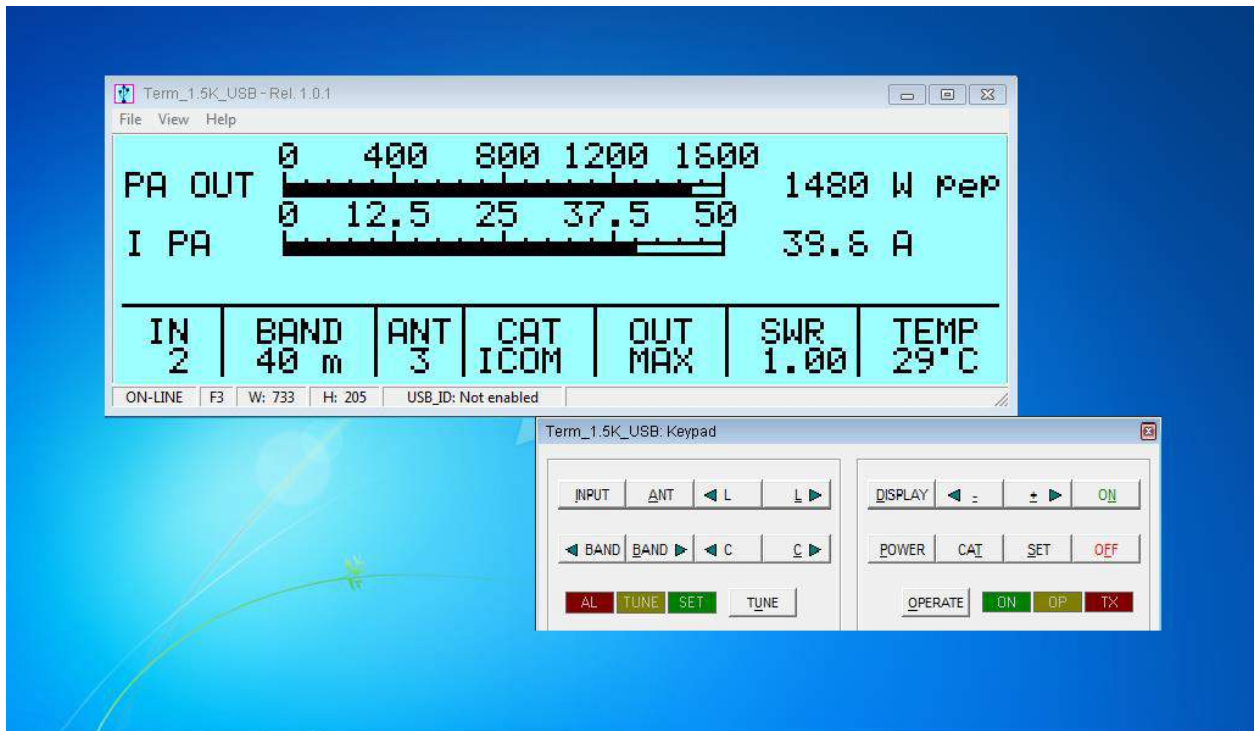 Term_1.5K_USB - Rel. 1.0.1
File View Help
0 400 800 1200 1600
PA OUT 1480 W pep
0 12.5 25 37.5 50
I PA 39.6 A
IN BAND ANT CAT OUT SWR TEMP
2 40 m 3 ICOM MAX 1.00 29°C
ON-LINE F3 W: 733 H: 205 USB_ID: Not enabled
Term_1.5K_USB: Keypad
INPUT ANT L L DISPLAY - + ON
BAND BAND C C POWER CAT SET OFF
AL TUNE SET TUNE OPERATE ON OP TX